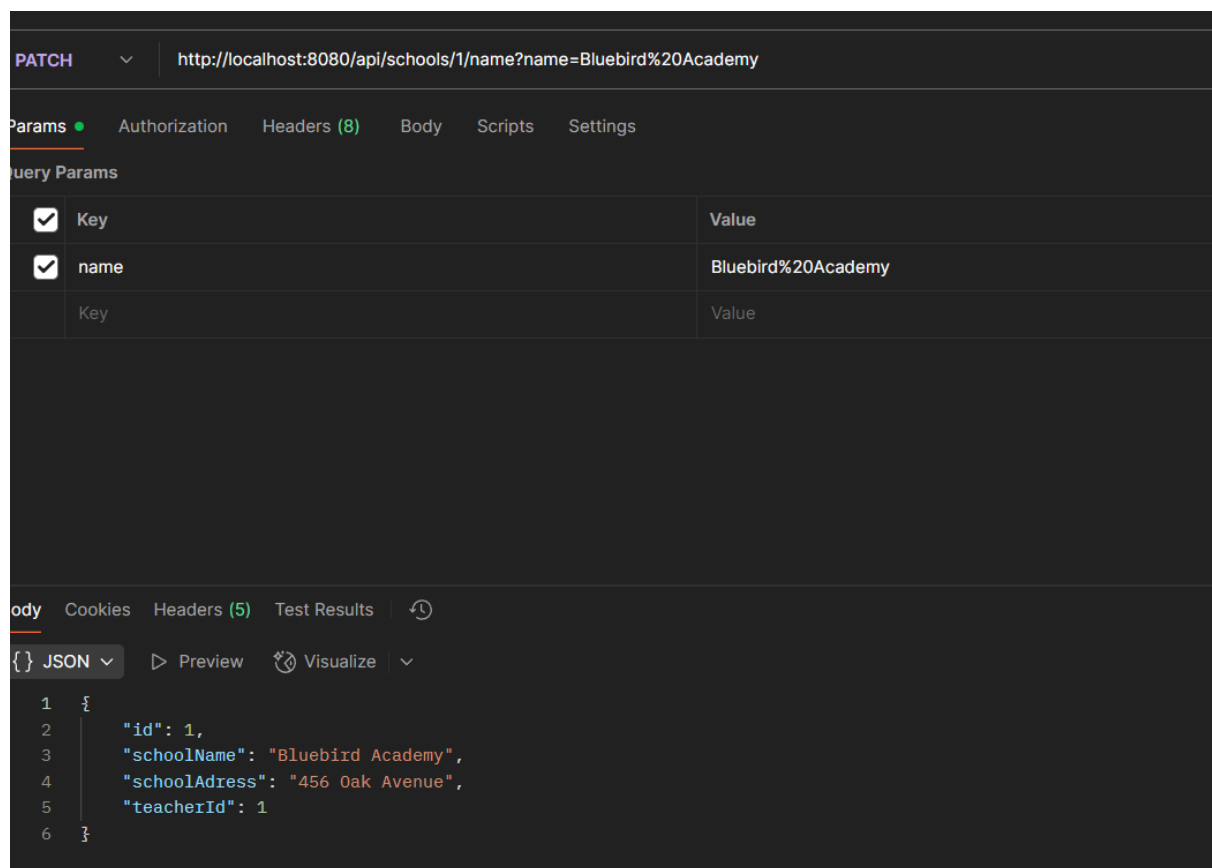 PATCH http://localhost:8080/api/schools/1/name?name=Bluebird%20Academy
Params Authorization Headers (8) Body Scripts Settings
uery Params
Key Value
name Bluebird%20Academy
Key Value
ody Cookies Headers (5) Test Results
{} JSON Preview Visualize
1 {
2 "id": 1,
3 "schoolName": "Bluebird Academy",
4 "schoolAdress": "456 Oak Avenue",
5 "teacherId": 1
6 }